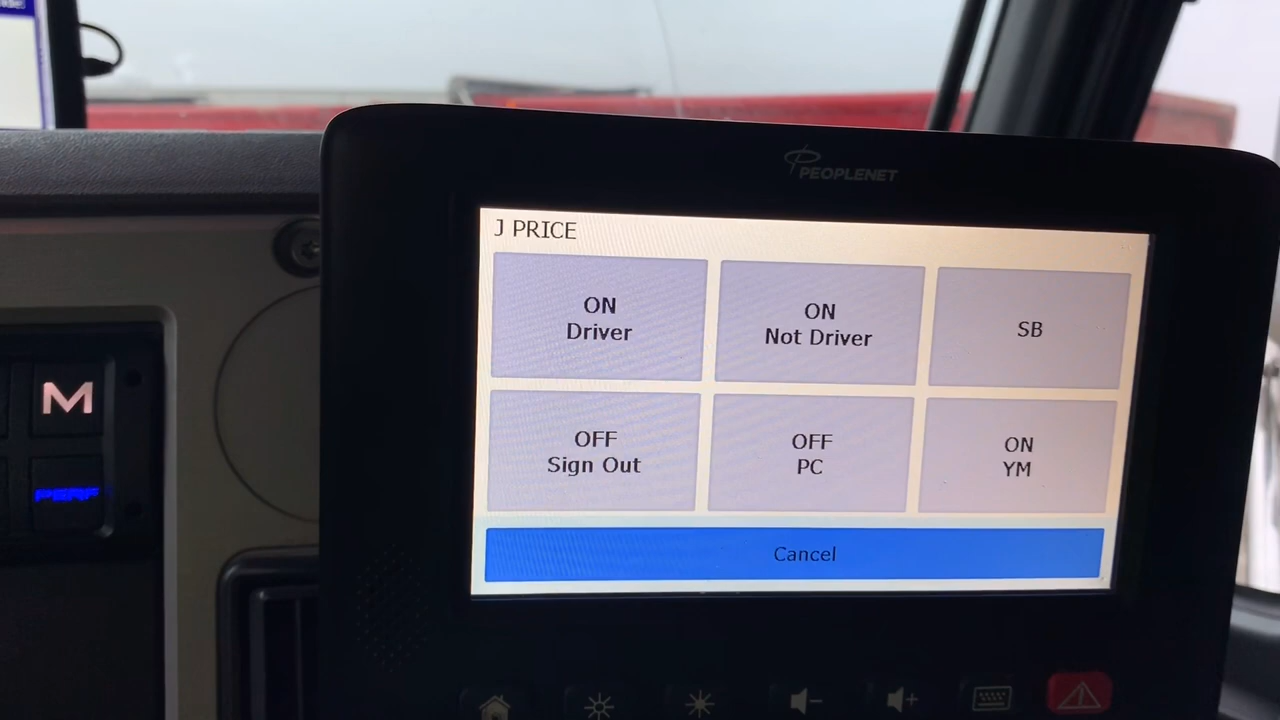 PEOPLENET
J PRICE
ON
Driver
ON
Not Driver
SB
OFF
Sign Out
OFF
PC
ON
YM
Cancel
M
PERF